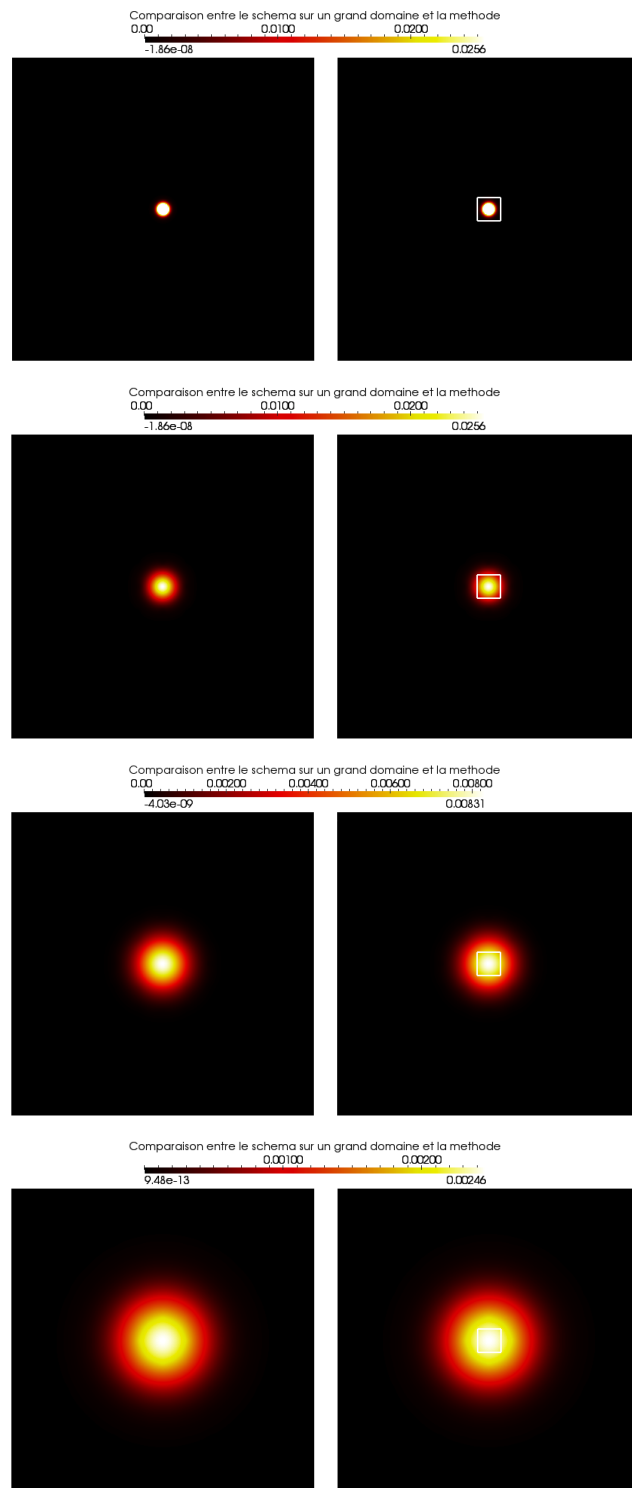 Comparaison entre le schema sur un grand domaine et la methode
0.00 0.0100 0.0200
-1.86e-08 0.0256
Comparaison entre le schema sur un grand domaine et la methode
0.00 0.0100 0.0200
-1.86e-08 0.0256
Comparaison entre le schema sur un grand domaine et la methode
0.00 0.00200 0.00400 0.00600 0.00800
-4.03e-09 0.00831
Comparaison entre le schema sur un grand domaine et la methode
0.00100 0.00200
9.48e-13 0.00246